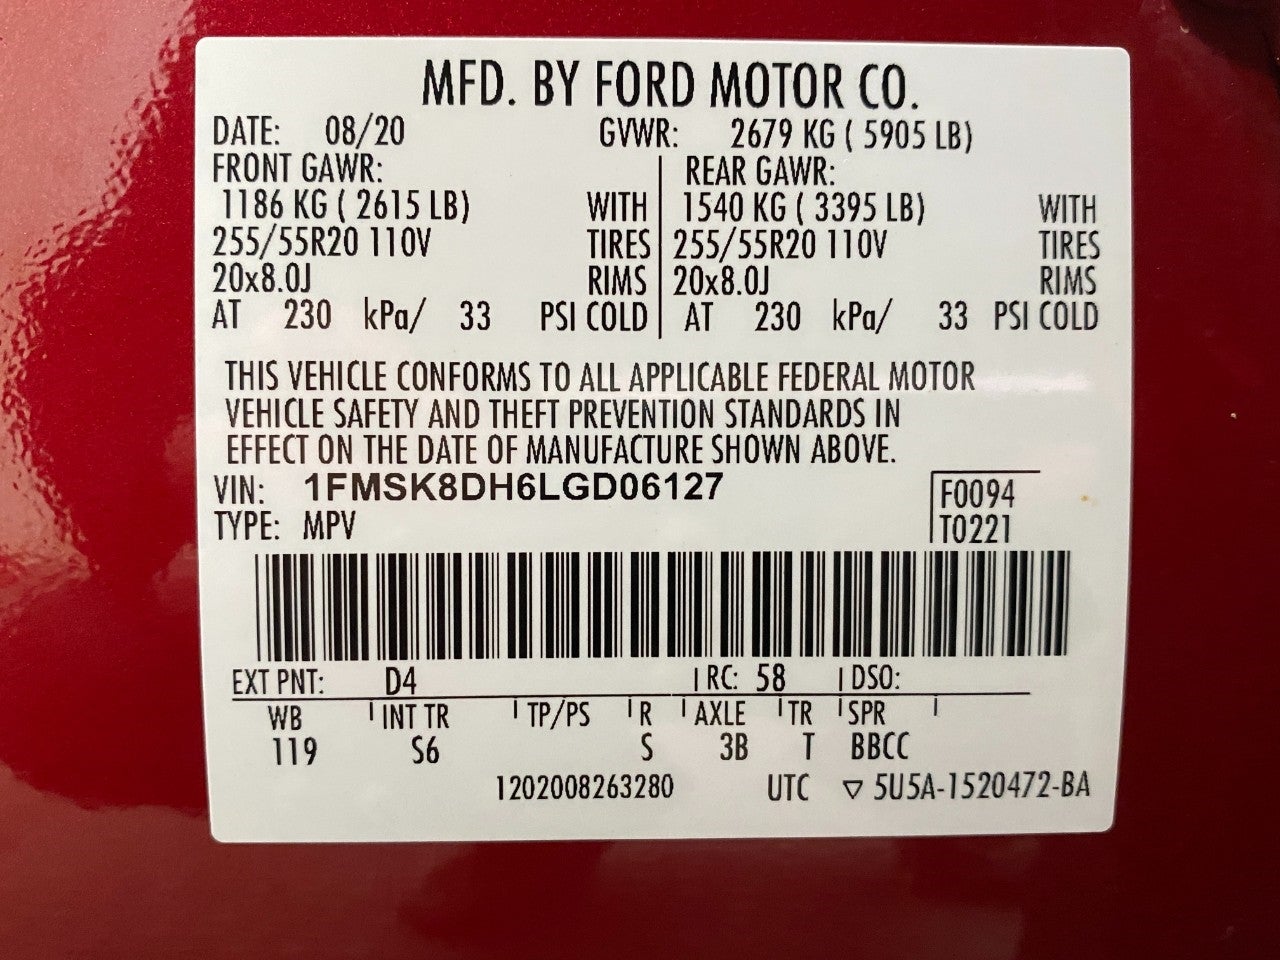 MFD. BY FORD MOTOR CO.
DATE: 08/20 GVWR: 2679 KG ( 5905 LB)
FRONT GAWR: REAR GAWR:
1186 KG ( 2615 LB) WITH 1540 KG ( 3395 LB) WITH
255/55R20 110V TIRES 255/55R20 110V TIRES
20x8.0J RIMS 20x8.0J RIMS
AT 230 kPa/ 33 PSI COLD AT 230 kPa/ 33 PSI COLD
THIS VEHICLE CONFORMS TO ALL APPLICABLE FEDERAL MOTOR
VEHICLE SAFETY AND THEFT PREVENTION STANDARDS IN
EFFECT ON THE DATE OF MANUFACTURE SHOWN ABOVE.
VIN: 1FMSK8DH6LGD06127 F0094
TYPE: MPV T0221
EXT PNT: D4 RC: 58 DSO:
WB INT TR TP/PS R AXLE TR SPR
119 S6 S 3B T BBCC
1202008263280 UTC ▽ 5U5A-1520472-BA